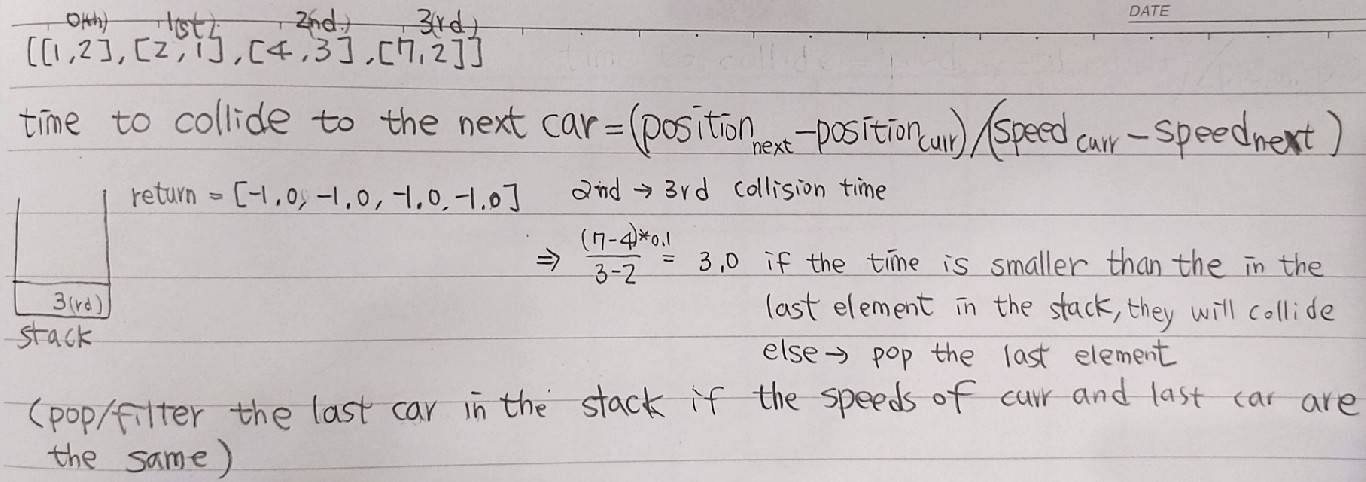 DATE
0(th) 1(st) 2(nd) 3(rd)
[[1,2],[2,1],[4,3],[7,2]]
time to collide to the next car=(position next-position curr)/(speed curr-speed next)
return = [-1.0, -1.0, -1.0, -1.0] 2nd → 3rd collision time
⇒ (7-4)*0.1 / 3-2 = 3.0 if the time is smaller than the in the
3(rd) last element in the stack, they will collide
stack
else→ pop the last element
(pop/filter the last car in the stack if the speeds of curr and last car are
the same)